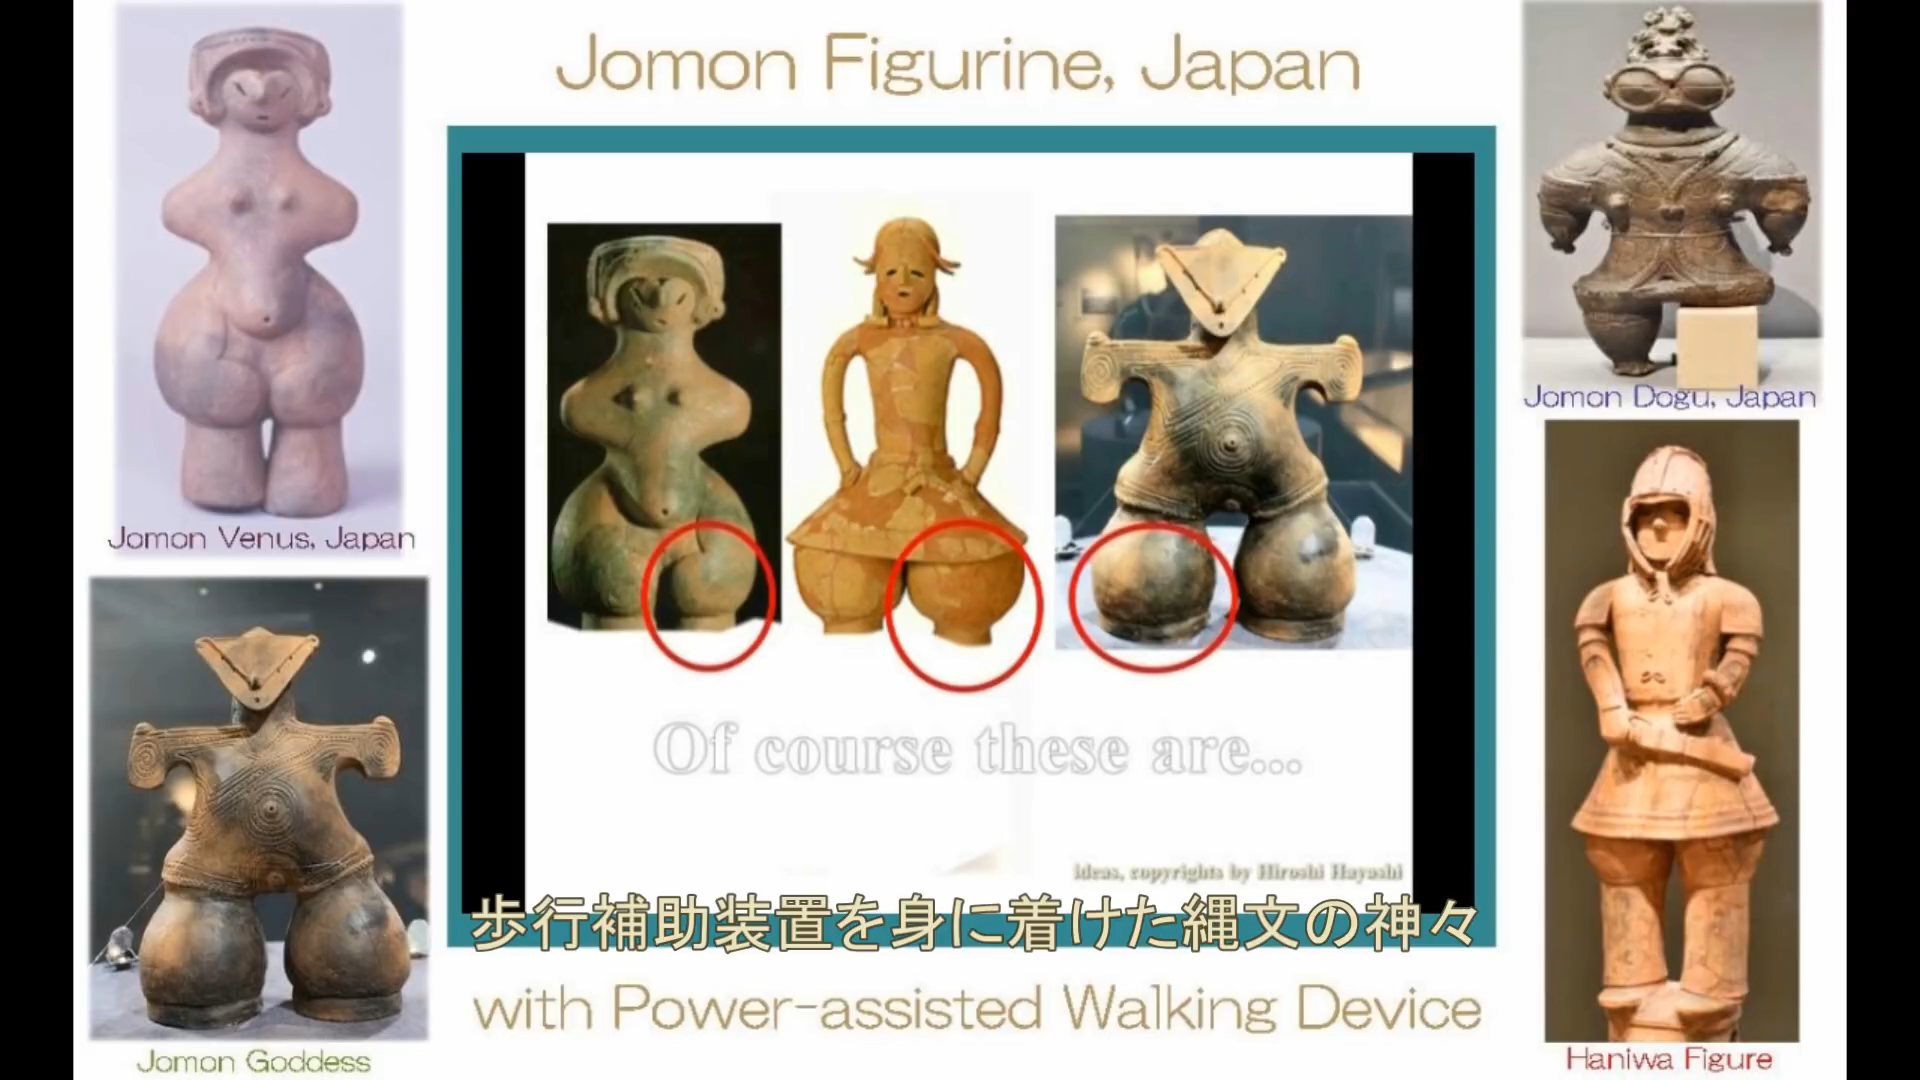 Jomon Figurine, Japan
Jomon Venus, Japan
Jomon Dogu, Japan
Of course these are...
ideas, copyrights by Hiroshi Hayashi
歩行補助装置を身に着けた縄文の神々
with Power-assisted Walking Device
Jomon Goddess
Haniwa Figure